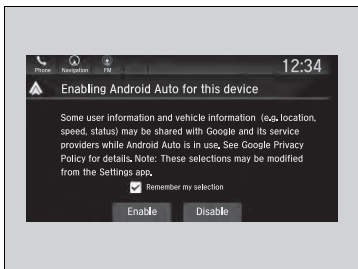 Phone Navigation FM 12:34
Enabling Android Auto for this device
Some user information and vehicle information (e.g. location,
speed, status) may be shared with Google and its service
providers while Android Auto is in use. See Google Privacy
Policy for details. Note: These selections may be modified
from the Settings app.
Remember my selection
Enable Disable